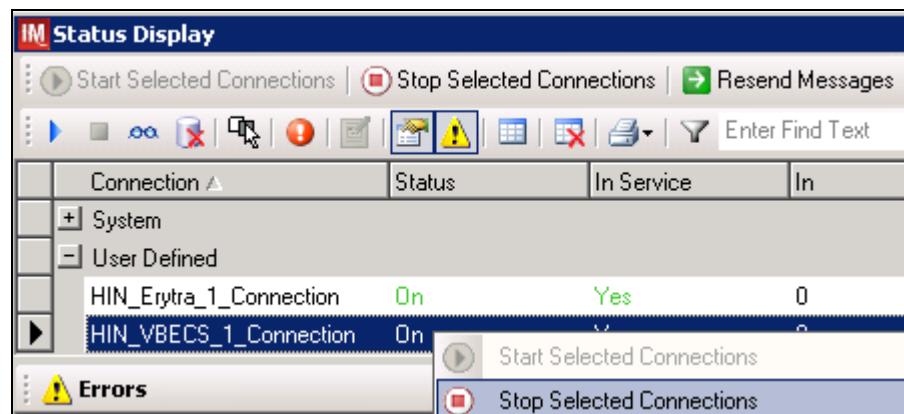 IM Status Display
Start Selected Connections Stop Selected Connections Resend Messages
Enter Find Text
Connection Status In Service In
System
User Defined
HIN_Erytra_1_Connection On Yes 0
HIN_VBECS_1_Connection On
Start Selected Connections
Errors
Stop Selected Connections